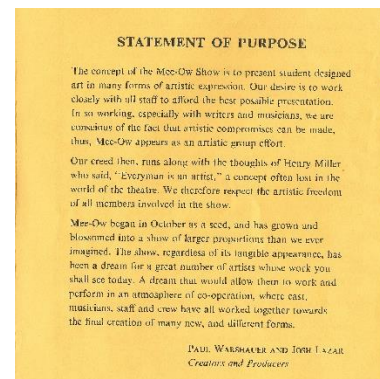 STATEMENT OF PURPOSE
The concept of the Mee-Ow Show is to present student designed
art in many forms of artistic expression. Our desire is to work
closely with all staff to afford the best possible presentation.
In so working, especially with writers and musicians, we are
conscious of the fact that artistic compromises can be made,
thus, Mee-Ow appears as an artistic group effort.
Our creed then, runs along with the thoughts of Henry Miller
who said, "Everyman is an artist," a concept often lost in the
world of the theatre. We therefore respect the artistic freedom
of all members involved in the show.
Mee-Ow began in October as a seed, and has grown and
blossomed into a show of larger proportions than we ever
imagined. The show, regardless of its tangible appearance, has
been a dream for a great number of artists whose work you
shall see today. A dream that would allow them to work and
perform in an atmosphere of co-operation, where cast,
musicians, staff and crew have all worked together towards
the final creation of many new, and different forms.
PAUL WARSHAUER AND JOSH LAZAR
Creators and Producers